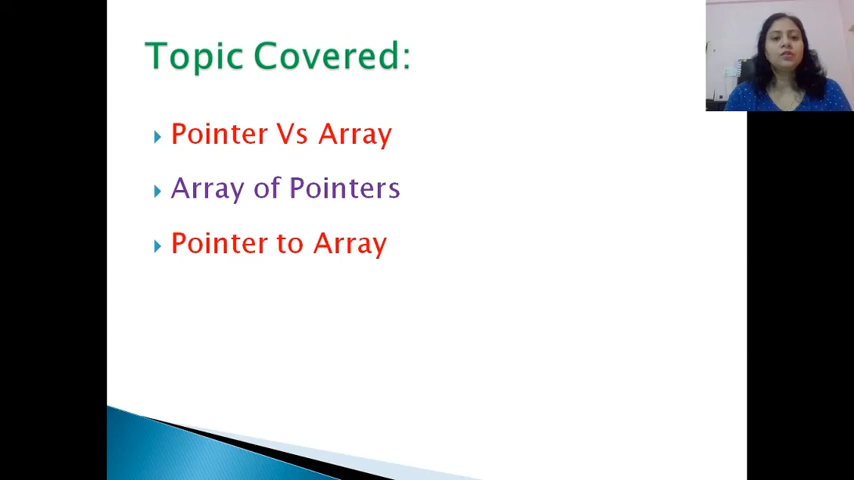 Topic Covered:
Pointer Vs Array
Array of Pointers
Pointer to Array